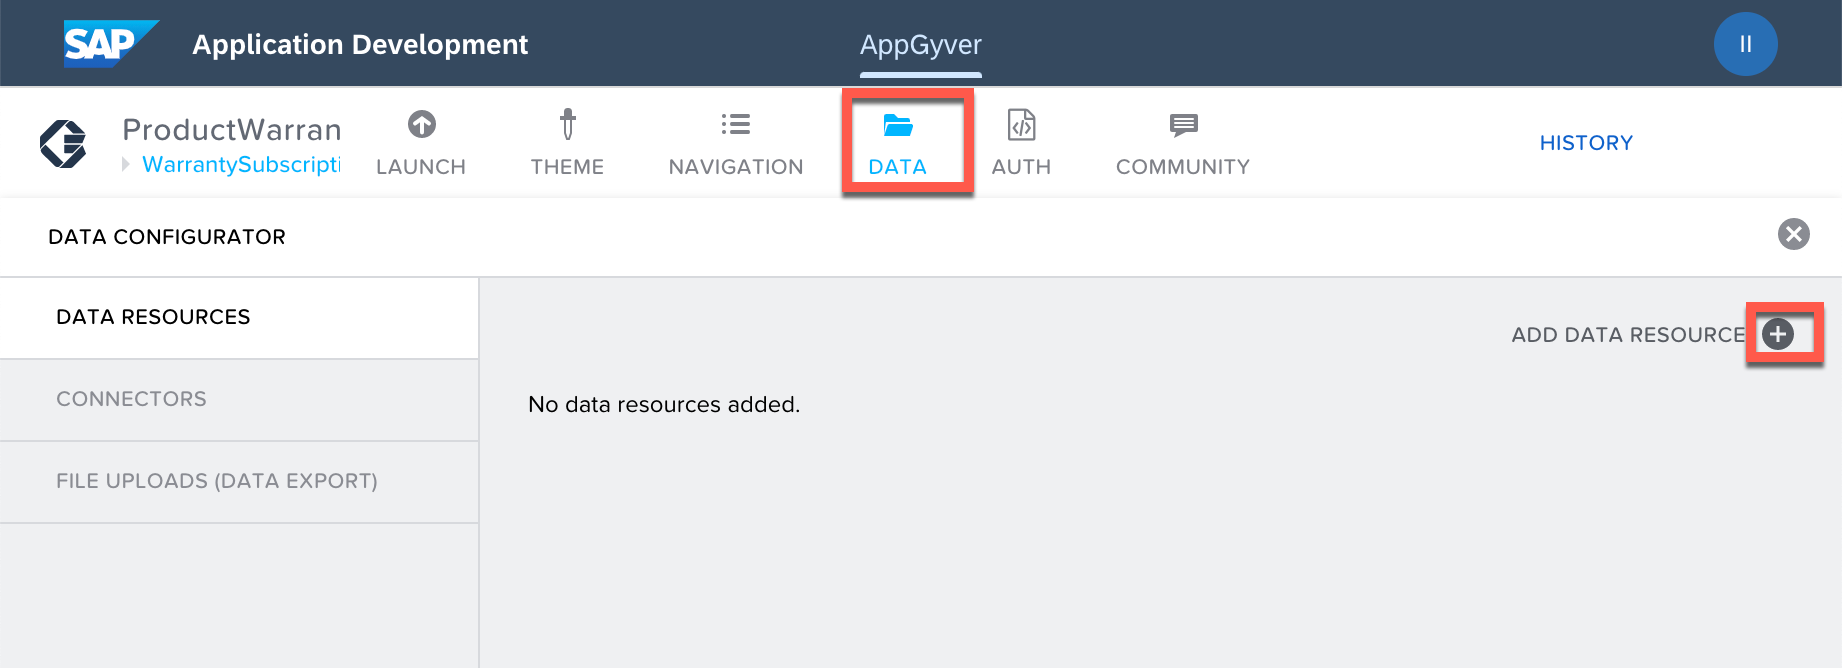 SAP Application Development AppGyver II
ProductWarran
WarrantySubscripti
LAUNCH THEME NAVIGATION DATA AUTH COMMUNITY HISTORY
DATA CONFIGURATOR
DATA RESOURCES
ADD DATA RESOURCE
CONNECTORS
No data resources added.
FILE UPLOADS (DATA EXPORT)